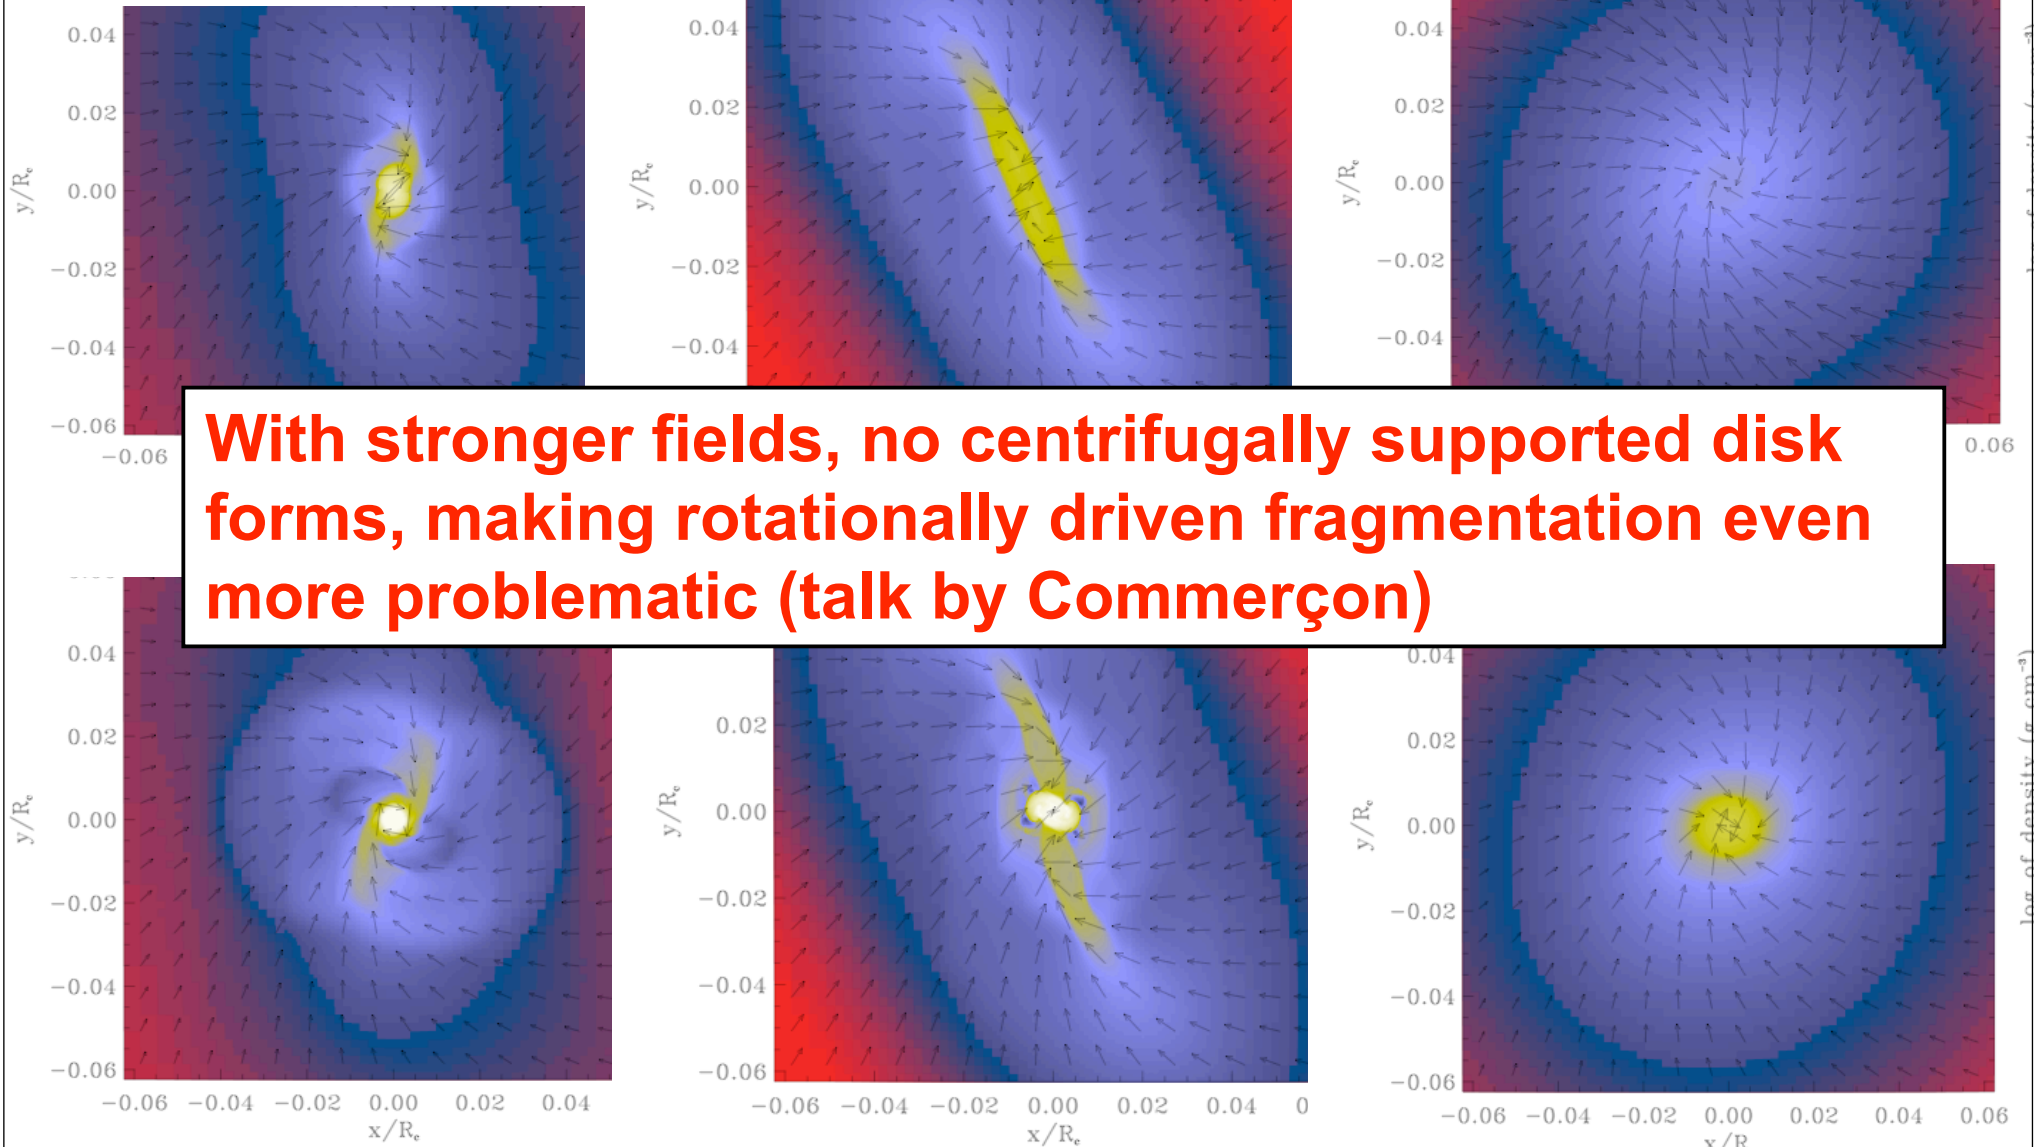 0.04
0.02
0.00
−0.02
−0.04
−0.06
−0.06
y/Rc
0.04
0.02
0.00
−0.02
−0.04
y/Rc
0.04
0.02
0.00
−0.02
−0.04
y/Rc
0.06
With stronger fields, no centrifugally supported disk
forms, making rotationally driven fragmentation even
more problematic (talk by Commerçon)
0.04
0.02
0.00
−0.02
−0.04
−0.06
y/Rc
−0.06 −0.04 −0.02 0.00 0.02 0.04
x/Rc
0.02
0.00
−0.02
−0.04
−0.06
y/Rc
−0.06 −0.04 −0.02 0.00 0.02 0.04 0
x/Rc
0.04
0.02
0.00
−0.02
−0.04
−0.06
y/Rc
−0.06 −0.04 −0.02 0.00 0.02 0.04 0.06
x/R
log of density (g cm⁻³)